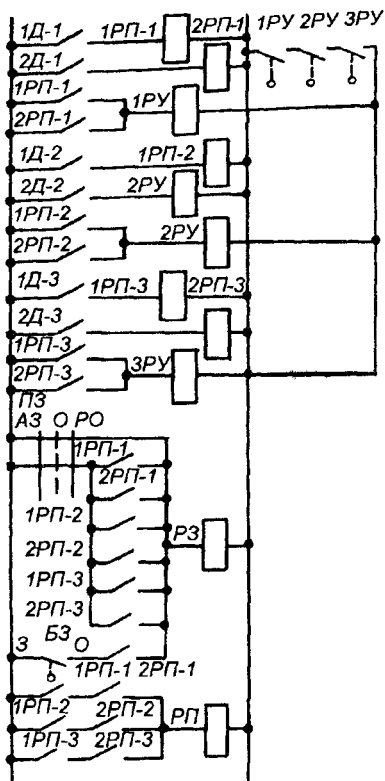 1Д-1 1РП-1 2РП-1 1РУ 2РУ 3РУ
2Д-1
1РП-1
2РП-1 1РУ
1Д-2 1РП-2
2Д-2 2РУ
1РП-2
2РП-2 2РУ
1Д-3 1РП-3 2РП-3
2Д-3
1РП-3
2РП-3 3РУ
ПЗ
АЗ О РО
1РП-1
2РП-1
1РП-2
2РП-2 РЗ
1РП-3
2РП-3
З БЗ О
1РП-1 2РП-1
1РП-2 2РП-2 РП
1РП-3 2РП-3